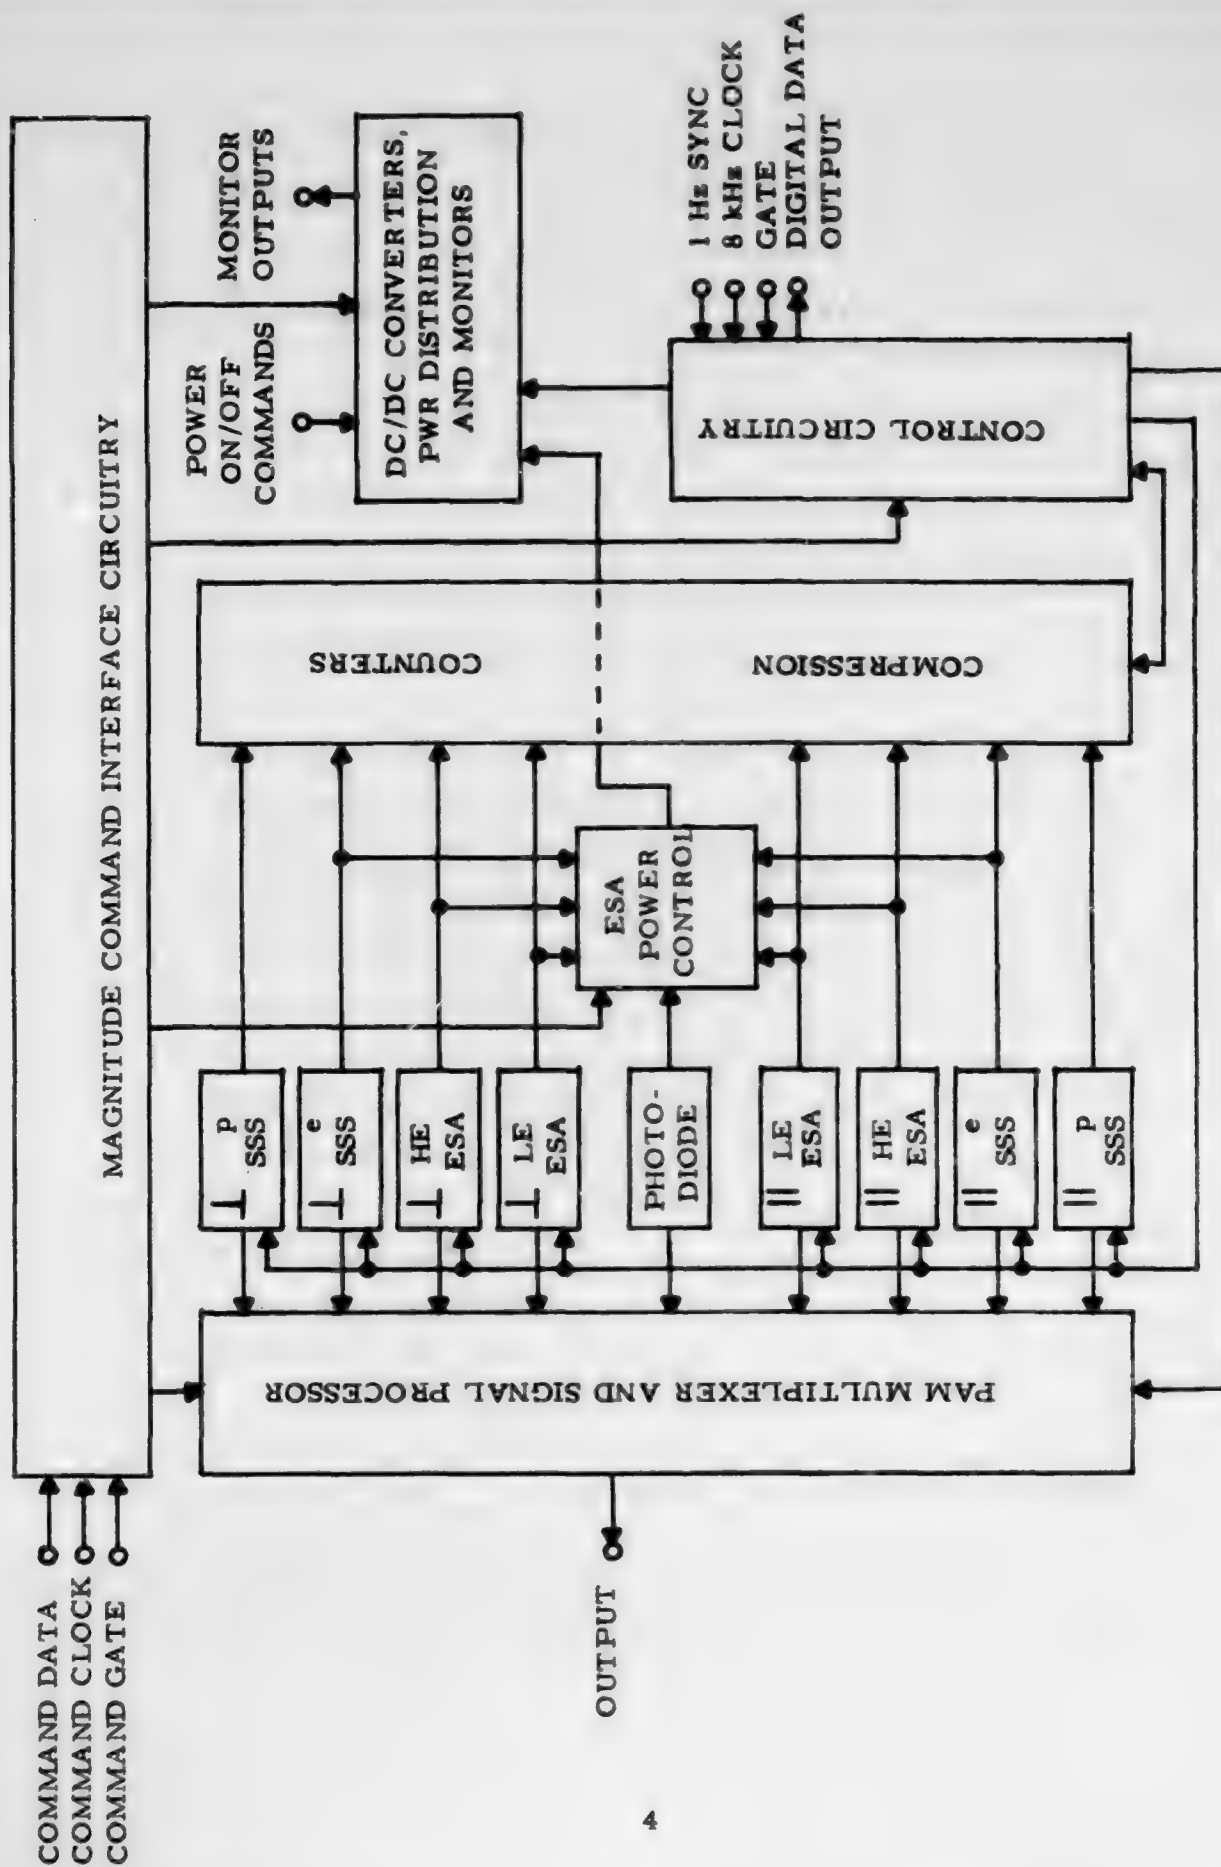 COMMAND DATA
COMMAND CLOCK
COMMAND GATE
MAGNITUDE COMMAND INTERFACE CIRCUITRY
POWER
ON/OFF
COMMANDS
MONITOR
OUTPUTS
DC/DC CONVERTERS,
PWR DISTRIBUTION
AND MONITORS
1 Hz SYNC
8 kHz CLOCK
GATE
DIGITAL DATA
OUTPUT
CONTROL CIRCUITRY
COUNTERS
COMPRESSION
ESA
POWER
CONTROL
⊥ P
SSS
⊥ e
SSS
⊥ HE
ESA
⊥ LE
ESA
PHOTO-
DIODE
|| LE
ESA
|| HE
ESA
|| e
SSS
|| P
SSS
PAM MULTIPLEXER AND SIGNAL PROCESSOR
OUTPUT
4